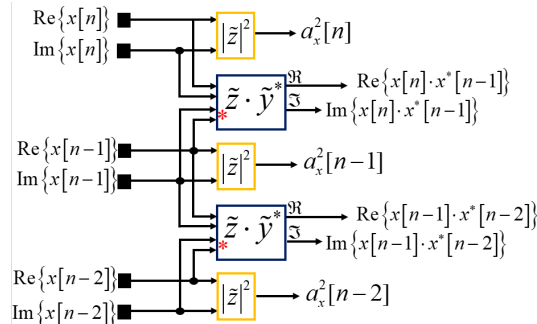 Re{x[n]}
Im{x[n]}
|z̃|² a²ₓ[n]
z̃ · ỹ* ℜ Re{x[n]·x*[n−1]}
* ℑ Im{x[n]·x*[n−1]}
Re{x[n−1]}
Im{x[n−1]}
|z̃|² a²ₓ[n−1]
z̃ · ỹ* ℜ Re{x[n−1]·x*[n−2]}
* ℑ Im{x[n−1]·x*[n−2]}
Re{x[n−2]}
Im{x[n−2]}
|z̃|² a²ₓ[n−2]